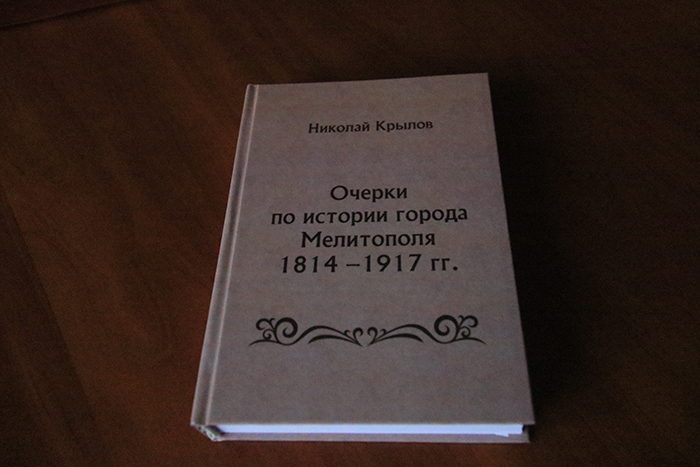 Николай Крылов
Очерки
по истории города
Мелитополя
1814 –1917 гг.